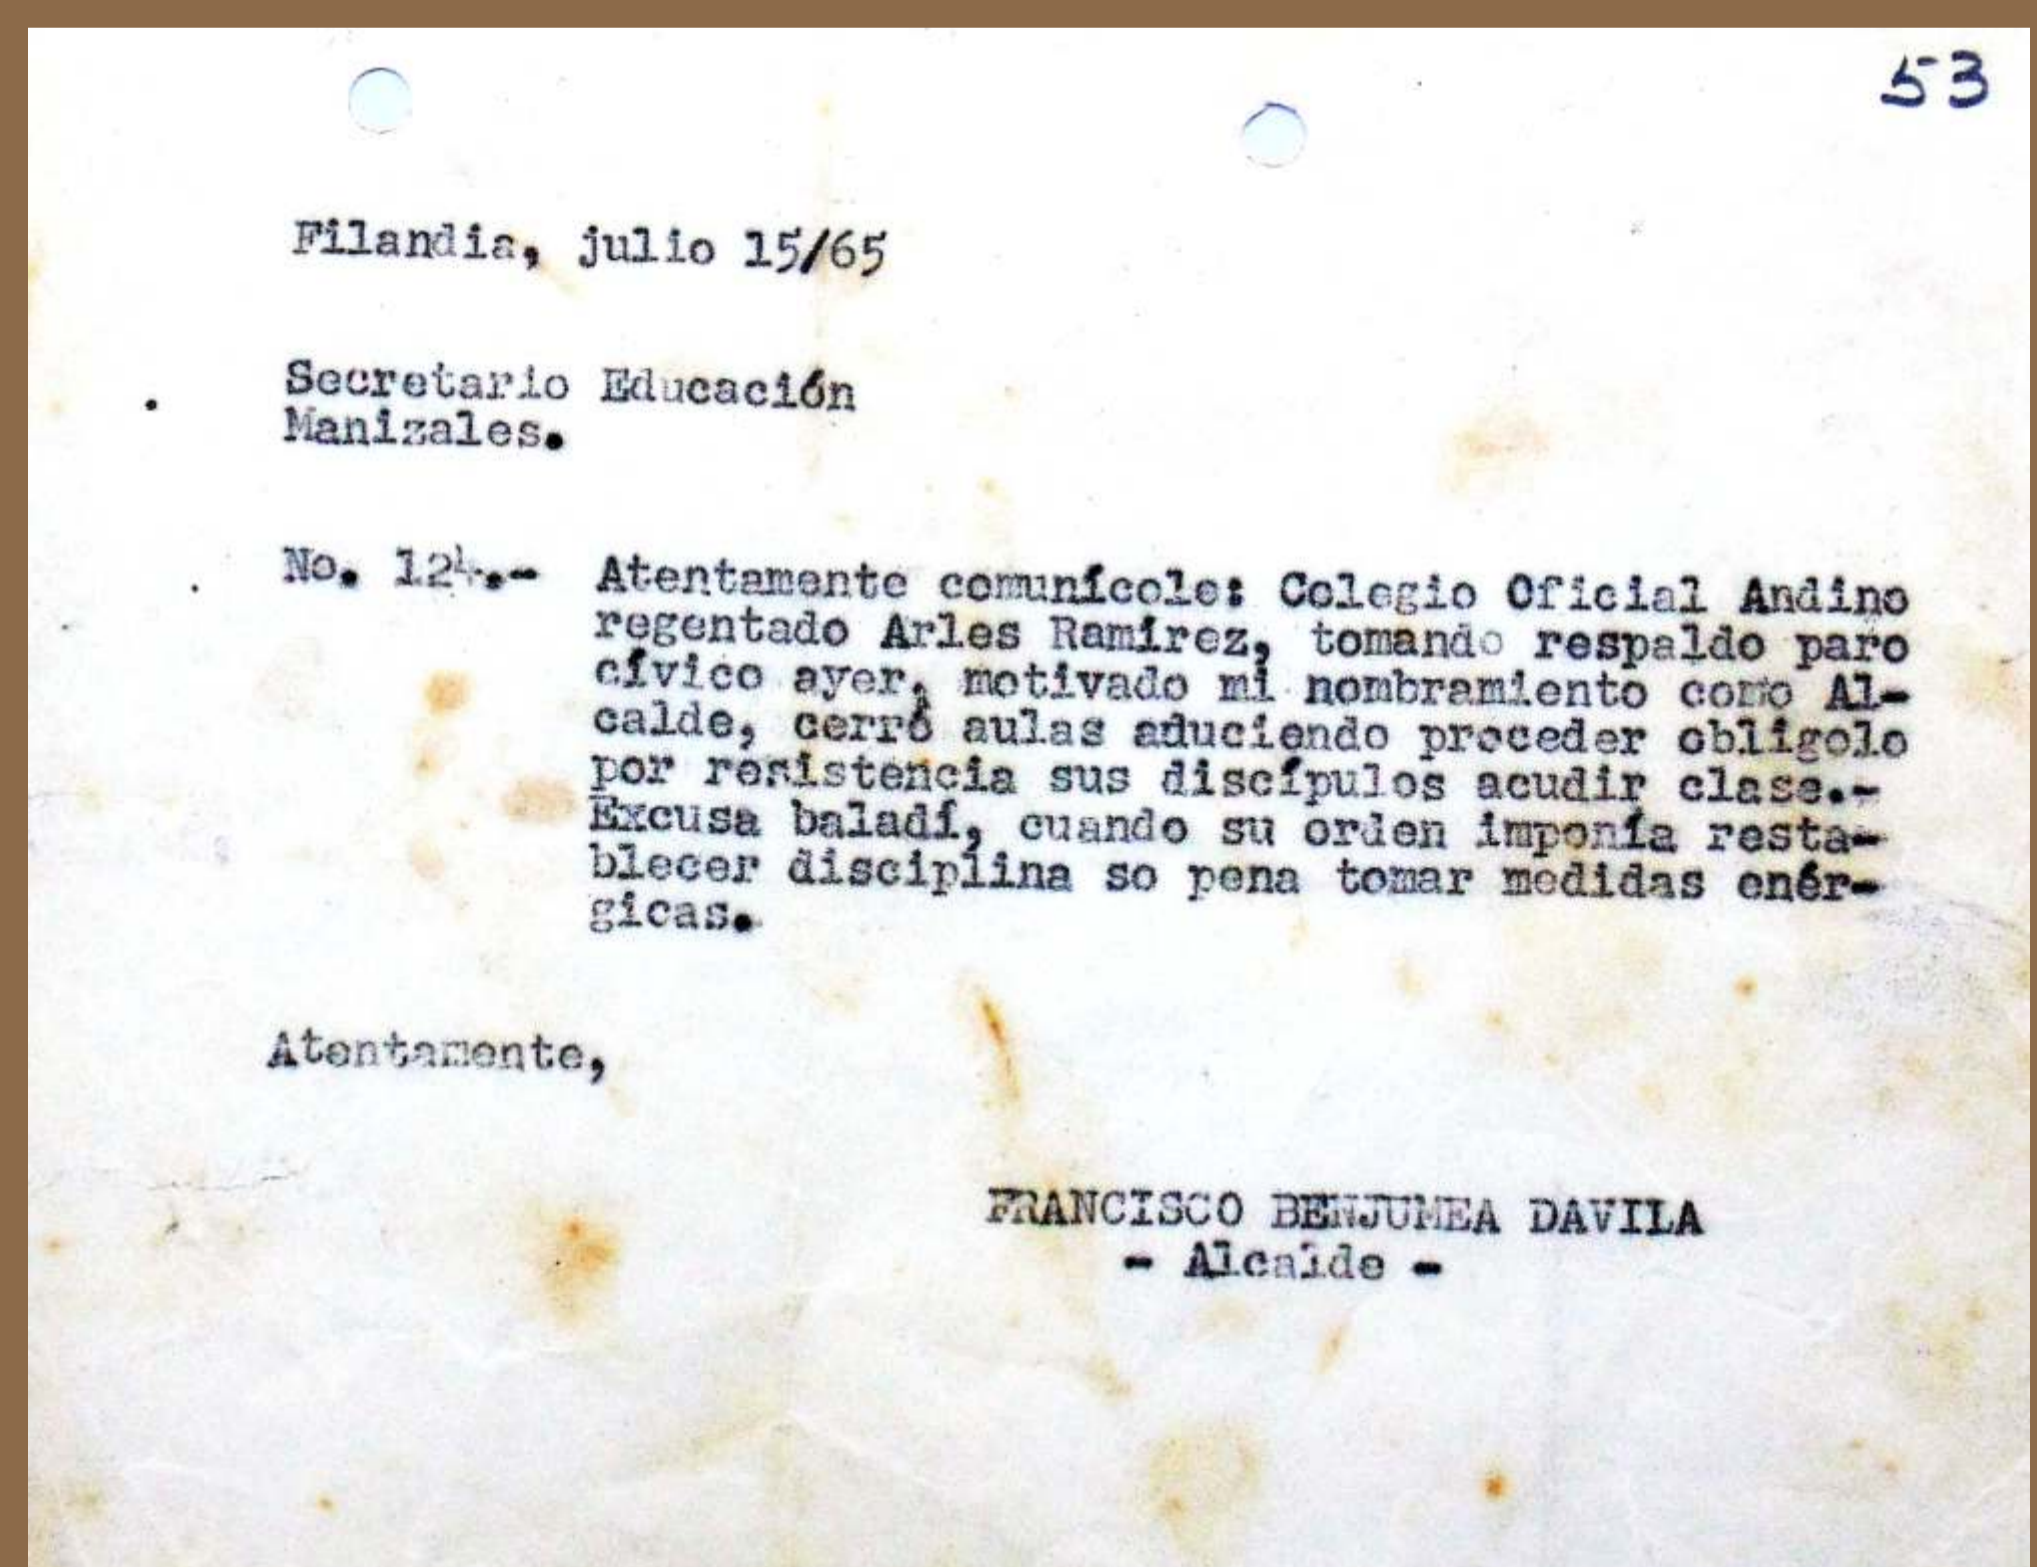 53
Filandia, julio 15/65
Secretario Educación
Manizales.
No. 124.- Atentamente comunícole: Colegio Oficial Andino
regentado Arles Ramírez, tomando respaldo paro
cívico ayer, motivado mi nombramiento como Al-
calde, cerró aulas aduciendo proceder obligolo
por resistencia sus discípulos acudir clase.-
Excusa baladí, cuando su orden imponía resta-
blecer disciplina so pena tomar medidas enér-
gicas.
Atentamente,
FRANCISCO BENJUMEA DAVILA
- Alcalde -